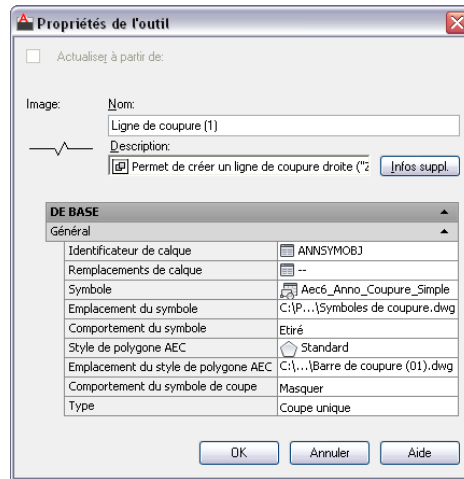 Propriétés de l'outil
Actualiser à partir de:
Image:
Nom:
Ligne de coupure (1)
Description:
Permet de créer un ligne de coupure droite ("2
Infos suppl.
DE BASE
Général
Identificateur de calque ANNSYMOBJ
Remplacements de calque --
Symbole Aec6_Anno_Coupure_Simple
Emplacement du symbole C:\P...\Symboles de coupure.dwg
Comportement du symbole Etiré
Style de polygone AEC Standard
Emplacement du style de polygone AEC C:\...\Barre de coupure (01).dwg
Comportement du symbole de coupe Masquer
Type Coupe unique
OK Annuler Aide